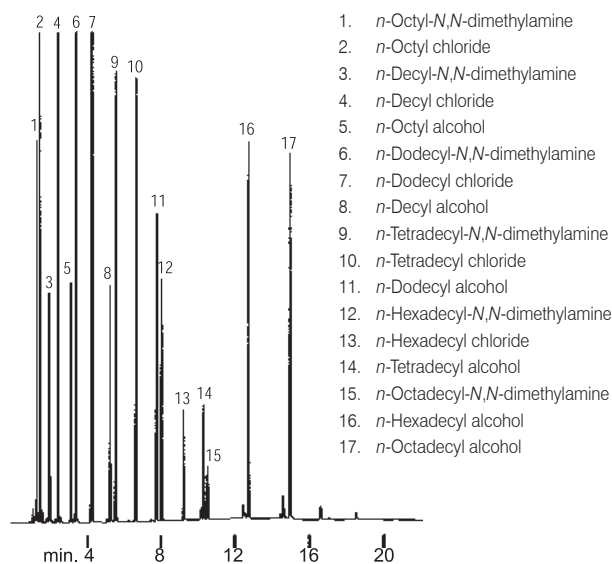 1. n-Octyl-N,N-dimethylamine
2. n-Octyl chloride
3. n-Decyl-N,N-dimethylamine
4. n-Decyl chloride
5. n-Octyl alcohol
6. n-Dodecyl-N,N-dimethylamine
7. n-Dodecyl chloride
8. n-Decyl alcohol
9. n-Tetradecyl-N,N-dimethylamine
10. n-Tetradecyl chloride
11. n-Dodecyl alcohol
12. n-Hexadecyl-N,N-dimethylamine
13. n-Hexadecyl chloride
14. n-Tetradecyl alcohol
15. n-Octadecyl-N,N-dimethylamine
16. n-Hexadecyl alcohol
17. n-Octadecyl alcohol
2 4 6 7
9
10
1
16
17
11
12
8
5
3
13
14
15
min. 4 8 12 16 20